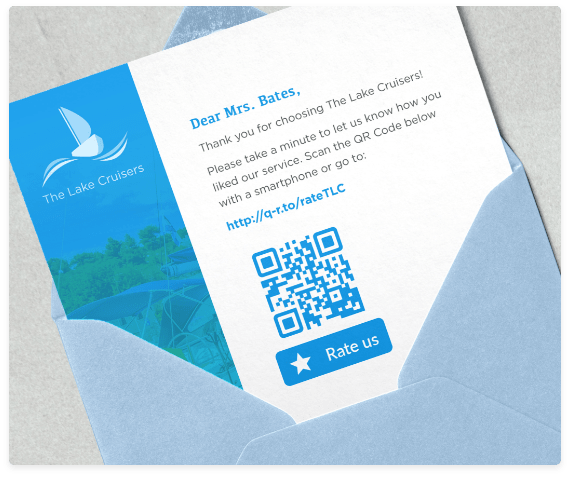 The Lake Cruisers
Dear Mrs. Bates,
Thank you for choosing The Lake Cruisers!
Please take a minute to let us know how you
liked our service. Scan the QR Code below
with a smartphone or go to:
http://q-r.to/rateTLC
Rate us